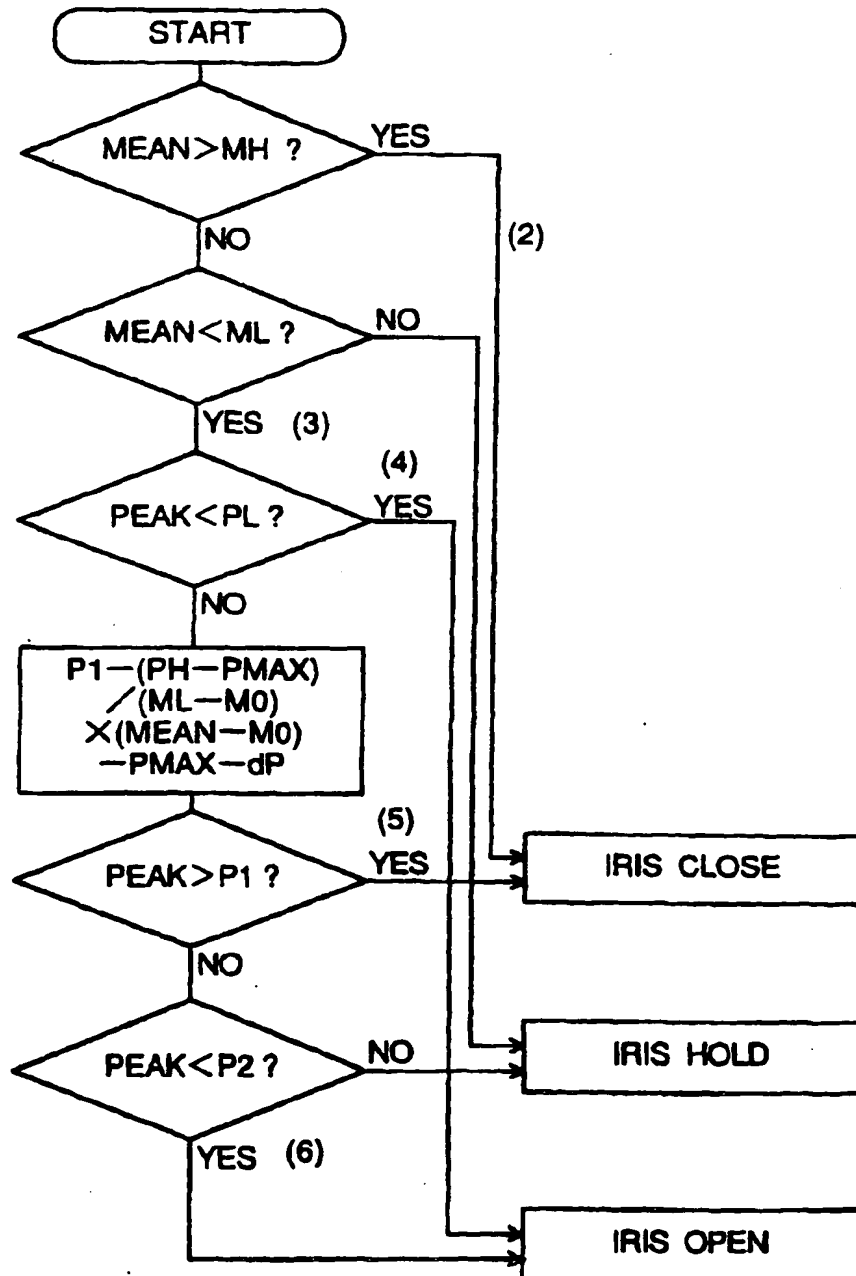 START
MEAN>MH ?
YES
(2)
NO
MEAN<ML ?
NO
YES (3)
(4)
PEAK<PL ?
YES
NO
P1—(PH—PMAX)
/(ML—M0)
×(MEAN—M0)
—PMAX—dP
(5)
PEAK>P1 ?
YES
IRIS CLOSE
NO
PEAK<P2 ?
NO
IRIS HOLD
YES (6)
IRIS OPEN